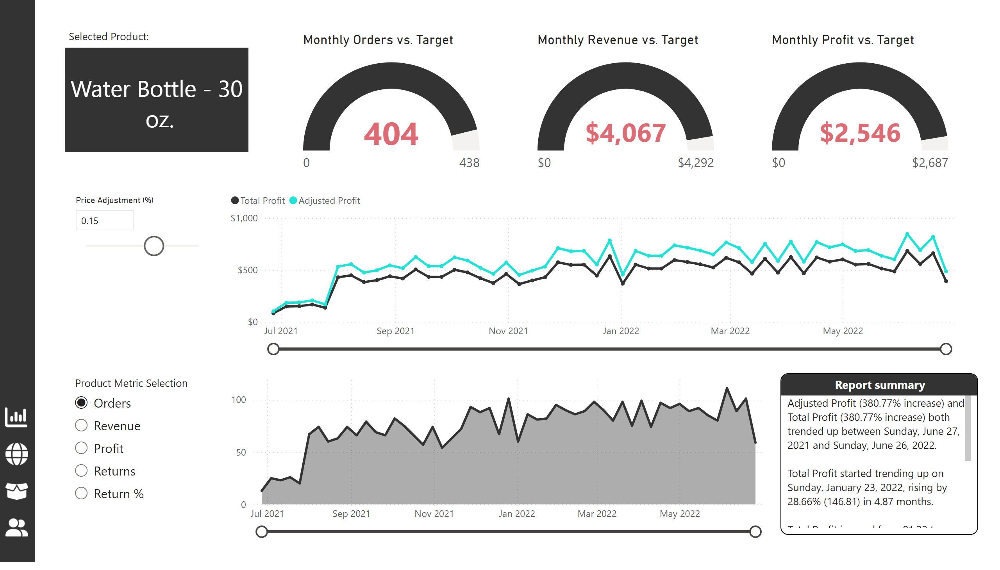 Selected Product:
Water Bottle - 30
oz.
Monthly Orders vs. Target
404
0
438
Monthly Revenue vs. Target
$4,067
$0
$4,292
Monthly Profit vs. Target
$2,546
$0
$2,687
Price Adjustment (%)
0.15
Total Profit
Adjusted Profit
$1,000
$500
$0
Jul 2021
Sep 2021
Nov 2021
Jan 2022
Mar 2022
May 2022
Product Metric Selection
Orders
Revenue
Profit
Returns
Return %
100
50
0
Jul 2021
Sep 2021
Nov 2021
Jan 2022
Mar 2022
May 2022
Report summary
Adjusted Profit (380.77% increase) and
Total Profit (380.77% increase) both
trended up between Sunday, June 27,
2021 and Sunday, June 26, 2022.
Total Profit started trending up on
Sunday, January 23, 2022, rising by
28.66% (146.81) in 4.87 months.